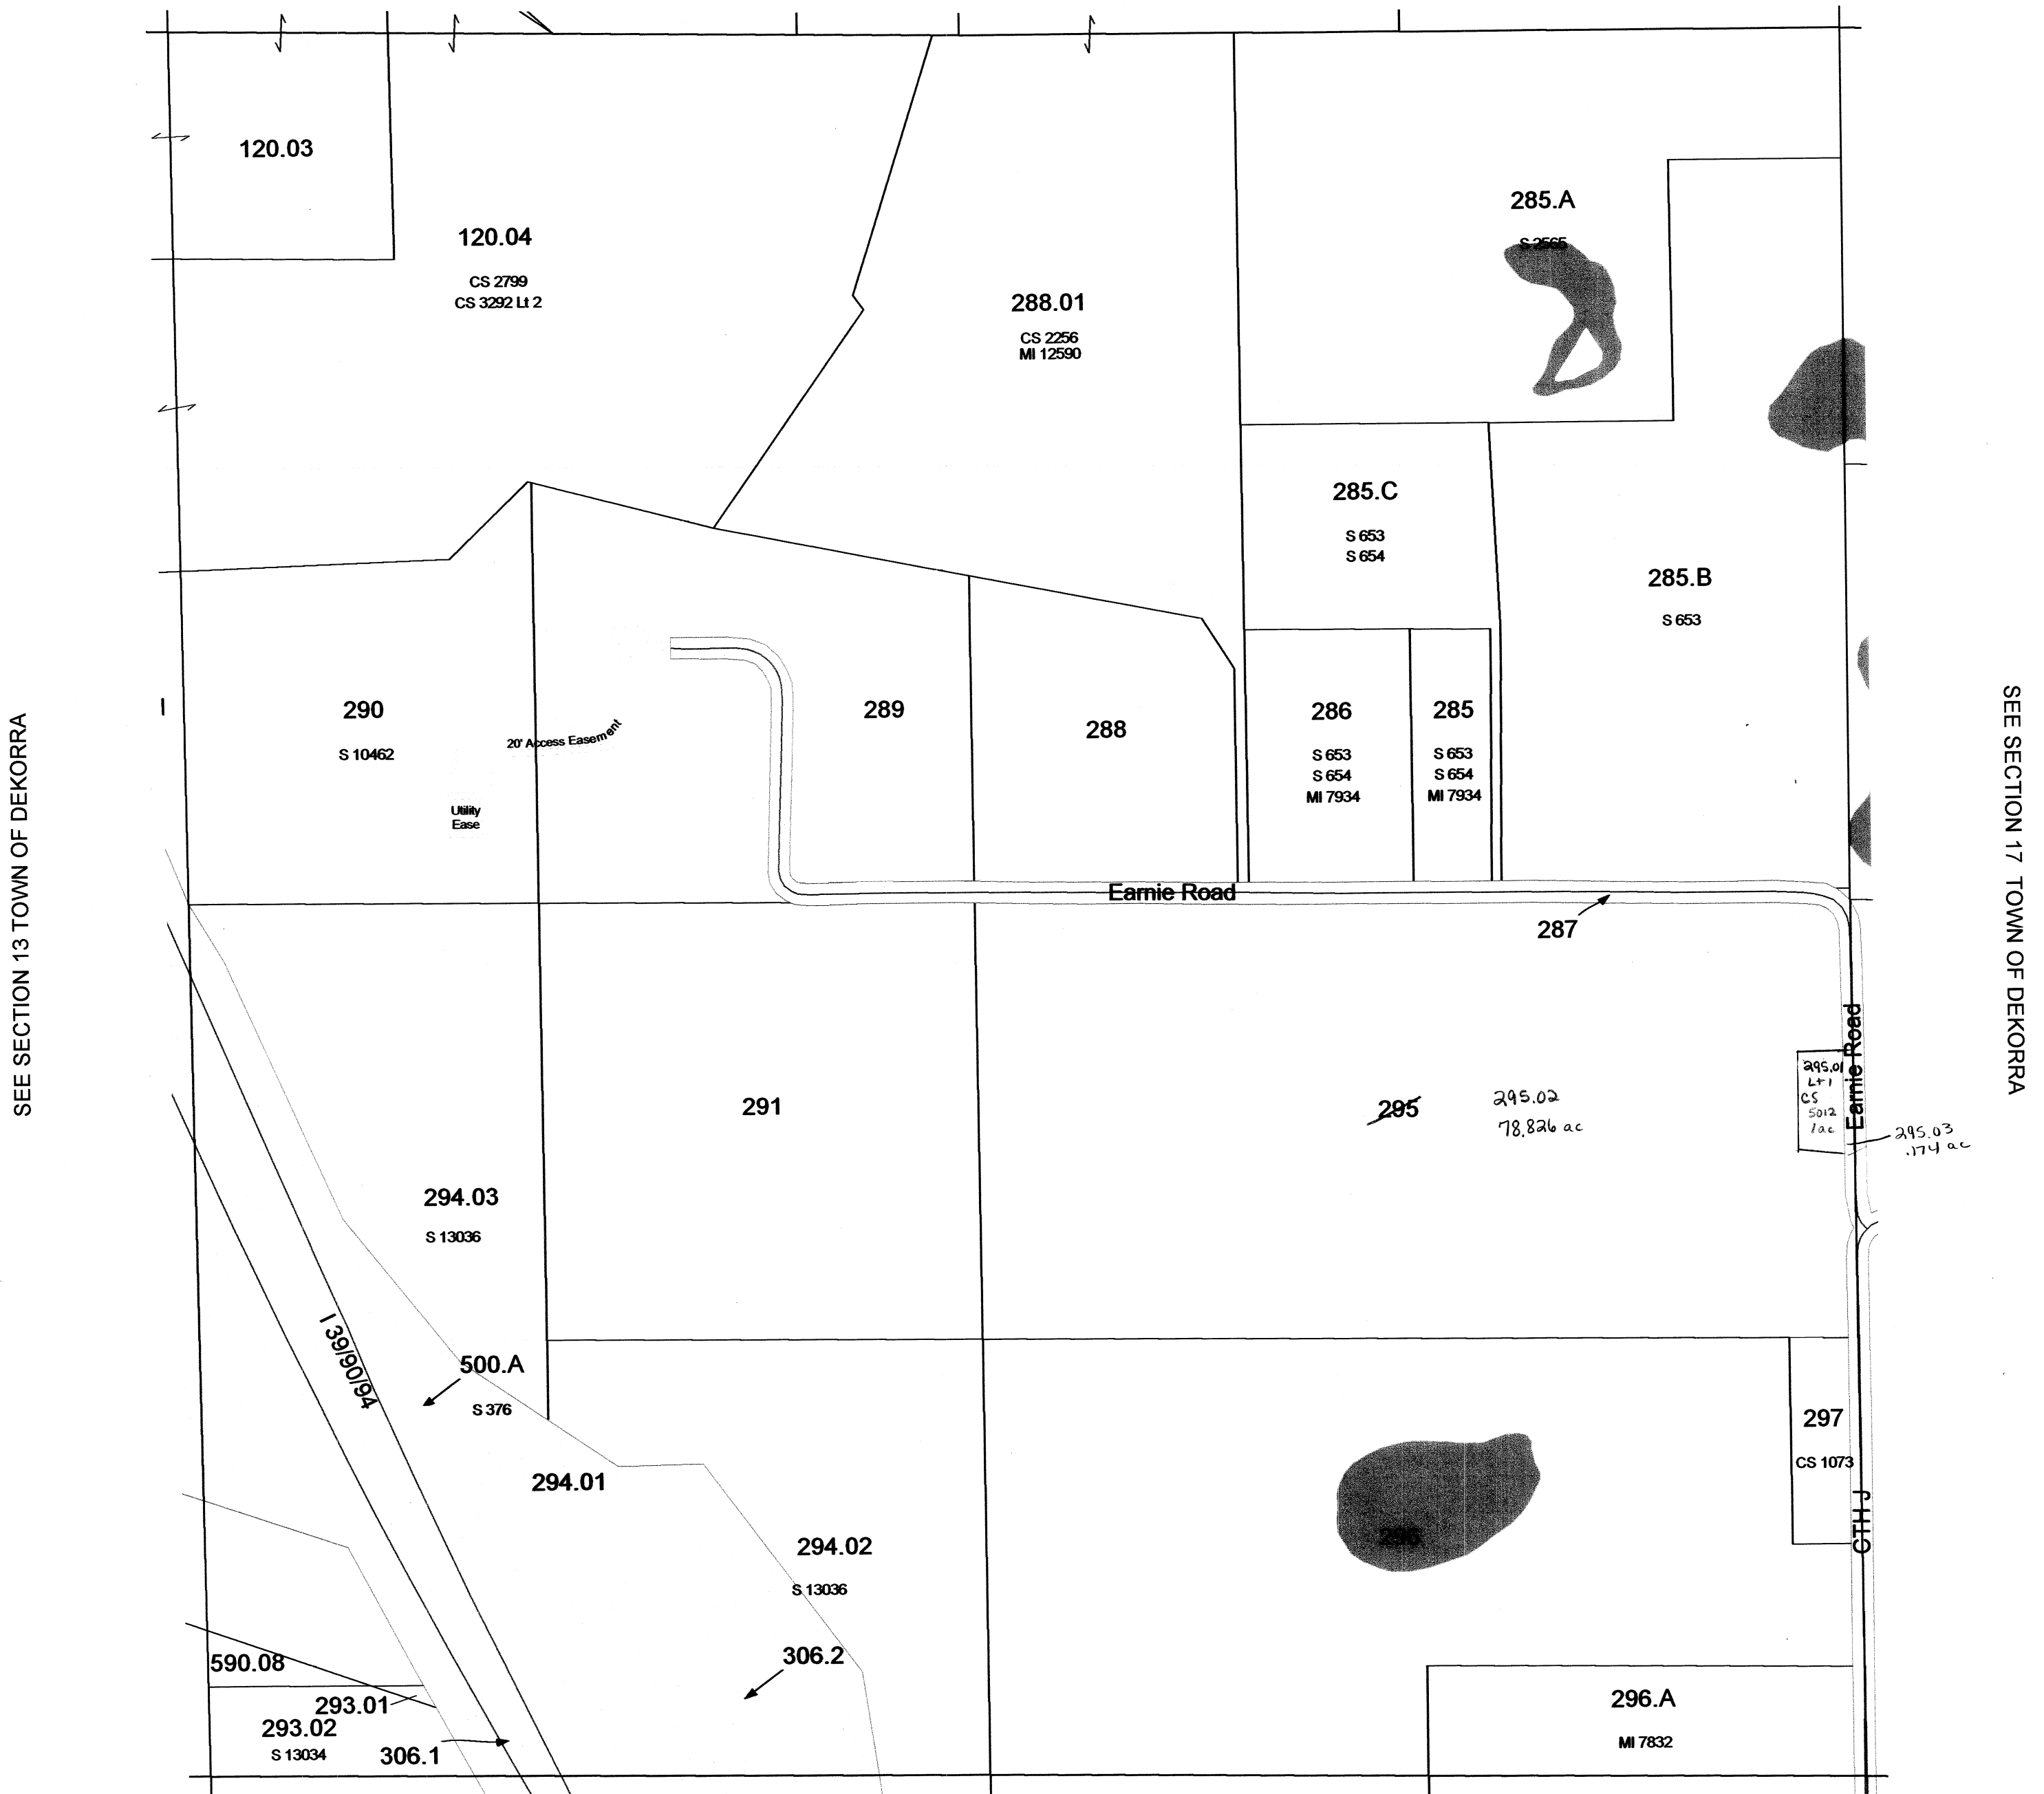 120.03
120.04
CS 2799
CS 3292 Lt 2
288.01
CS 2256
MI 12590
285.A
S 2565
285.C
S 653
S 654
285.B
S 653
290
S 10462
20' Access Easement
Utility
Ease
289
288
286
S 653
S 654
MI 7934
285
S 653
S 654
MI 7934
Earnie Road
287
SEE SECTION 13 TOWN OF DEKORRA
SEE SECTION 17 TOWN OF DEKORRA
Earnie Road
291
295
295.02
78.826 ac
295.01
Lt 1
CS
5012
1 ac
295.03
.174 ac
294.03
S 13036
I 39/90/94
500.A
S 376
294.01
294.02
S 13036
306.2
296
297
CS 1073
CTH J
296.A
MI 7832
590.08
293.01
293.02
S 13034
306.1